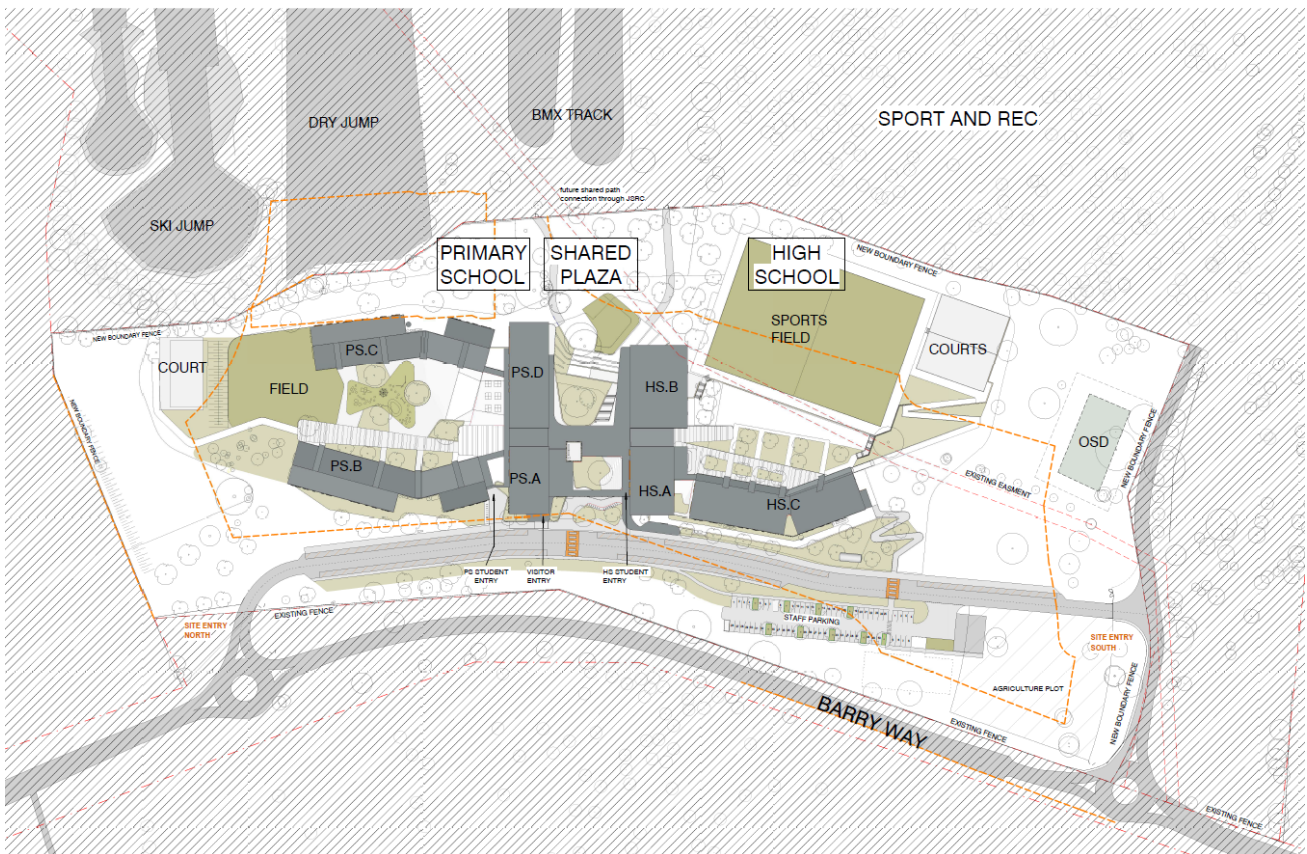 DRY JUMP
BMX TRACK
SPORT AND REC
SKI JUMP
future shared path
connection through JSRC
PRIMARY
SCHOOL
SHARED
PLAZA
HIGH
SCHOOL
NEW BOUNDARY FENCE
SPORTS
FIELD
COURTS
NEW BOUNDARY FENCE
COURT
FIELD
PS.C
PS.D
HS.B
NEW BOUNDARY FENCE
OSD
NEW BOUNDARY FENCE
PS.B
PS.A
HS.A
HS.C
EXISTING EASMENT
PS STUDENT
ENTRY
VISITOR
ENTRY
HS STUDENT
ENTRY
SITE ENTRY
NORTH
EXISTING FENCE
STAFF PARKING
SITE ENTRY
SOUTH
AGRICULTURE PLOT
NEW BOUNDARY FENCE
BARRY WAY
EXISTING FENCE
EXISTING FENCE